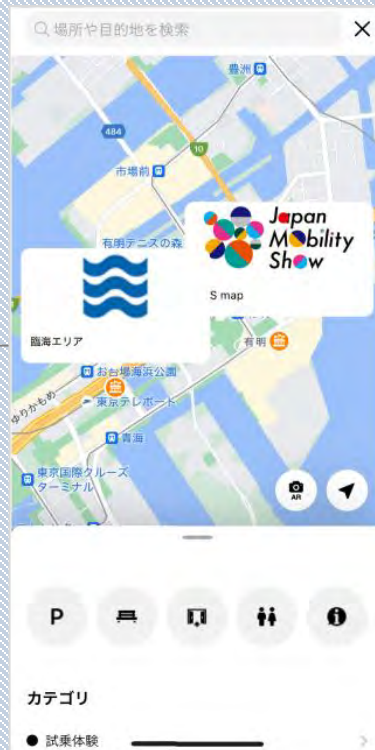 場所や目的地を検索
豊洲
484
10
市場前
有明テニスの森
Japan
Mobility
Show
S map
臨海エリア
有明
お台場海浜公園
東京テレポート
ゆりかもめ
青海
東京国際クルーズ
ターミナル
AR
P
カテゴリ
試乗体験